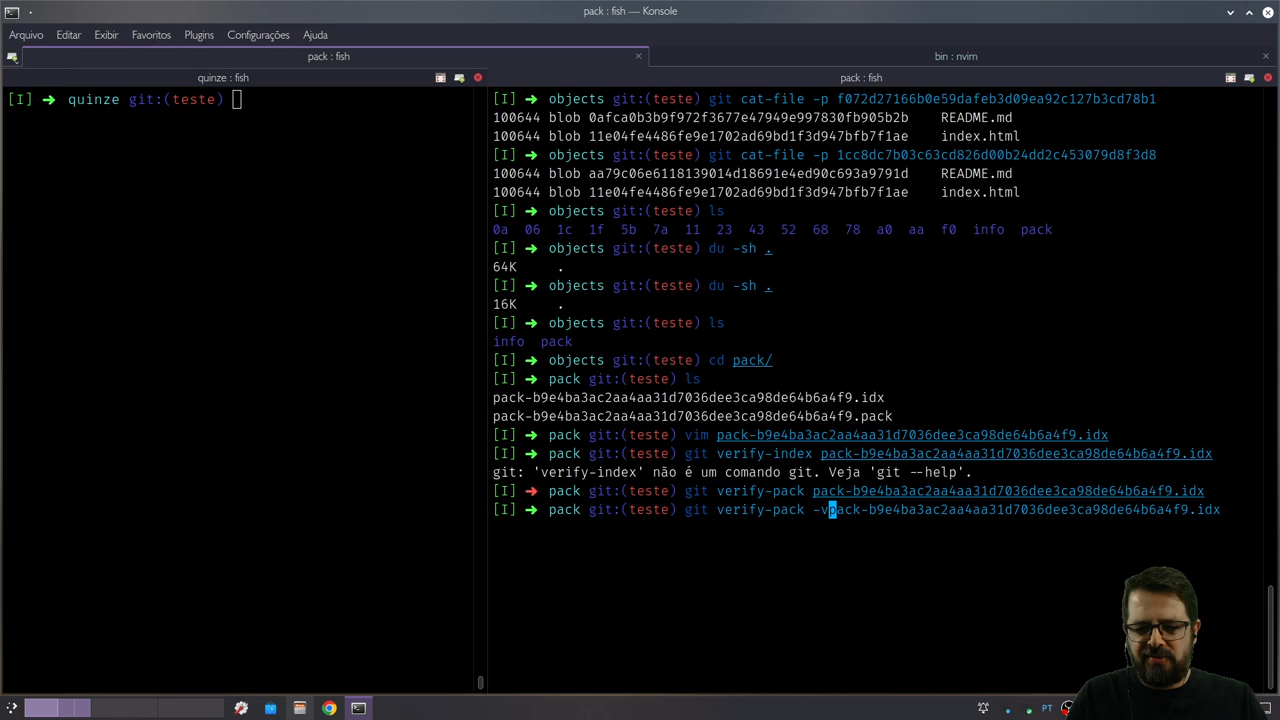 pack : fish — Konsole
Arquivo Editar Exibir Favoritos Plugins Configurações Ajuda
pack : fish
bin : nvim
quinze : fish
[I] ➜ quinze git:(teste)
pack : fish
[I] ➜ objects git:(teste) git cat-file -p f072d27166b0e59dafeb3d09ea92c127b3cd78b1
100644 blob 0afca0b3b9f972f3677e47949e997830fb905b2b README.md
100644 blob 11e04fe4486fe9e1702ad69bd1f3d947bfb7f1ae index.html
[I] ➜ objects git:(teste) git cat-file -p 1cc8dc7b03c63cd826d00b24dd2c453079d8f3d8
100644 blob aa79c06e6118139014d18691e4ed90c693a9791d README.md
100644 blob 11e04fe4486fe9e1702ad69bd1f3d947bfb7f1ae index.html
[I] ➜ objects git:(teste) ls
0a 06 1c 1f 5b 7a 11 23 43 52 68 78 a0 aa f0 info pack
[I] ➜ objects git:(teste) du -sh .
64K .
[I] ➜ objects git:(teste) du -sh .
16K .
[I] ➜ objects git:(teste) ls
info pack
[I] ➜ objects git:(teste) cd pack/
[I] ➜ pack git:(teste) ls
pack-b9e4ba3ac2aa4aa31d7036dee3ca98de64b6a4f9.idx
pack-b9e4ba3ac2aa4aa31d7036dee3ca98de64b6a4f9.pack
[I] ➜ pack git:(teste) vim pack-b9e4ba3ac2aa4aa31d7036dee3ca98de64b6a4f9.idx
[I] ➜ pack git:(teste) git verify-index pack-b9e4ba3ac2aa4aa31d7036dee3ca98de64b6a4f9.idx
git: 'verify-index' não é um comando git. Veja 'git --help'.
[I] ➜ pack git:(teste) git verify-pack pack-b9e4ba3ac2aa4aa31d7036dee3ca98de64b6a4f9.idx
[I] ➜ pack git:(teste) git verify-pack -vpack-b9e4ba3ac2aa4aa31d7036dee3ca98de64b6a4f9.idx
PT